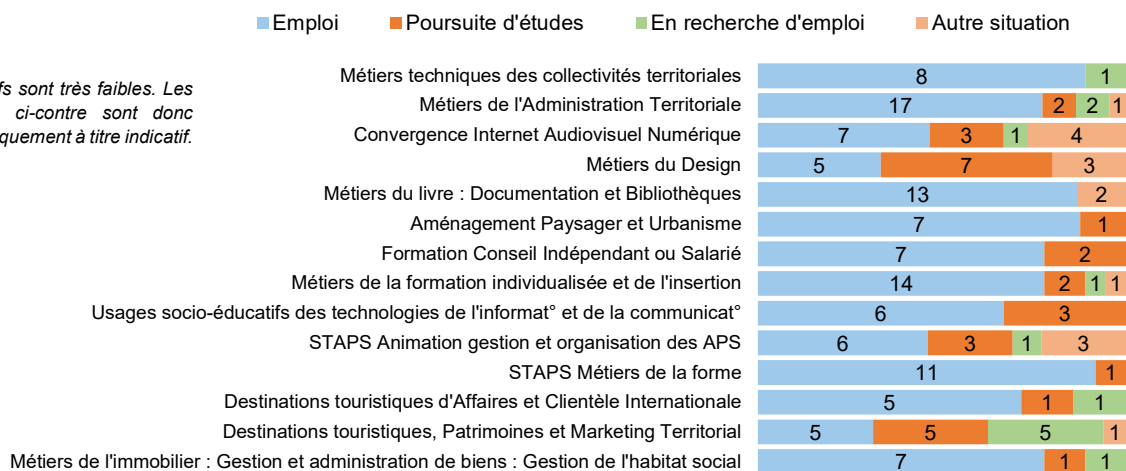 Emploi Poursuite d'études En recherche d'emploi Autre situation
sont très faibles. Les
ci-contre sont donc
à titre indicatif.
Métiers techniques des collectivités territoriales 8 1
Métiers de l'Administration Territoriale 17 2 2 1
Convergence Internet Audiovisuel Numérique 7 3 1 4
Métiers du Design 5 7 3
Métiers du livre : Documentation et Bibliothèques 13 2
Aménagement Paysager et Urbanisme 7 1
Formation Conseil Indépendant ou Salarié 7 2
Métiers de la formation individualisée et de l'insertion 14 2 1 1
Usages socio-éducatifs des technologies de l'informat° et de la communicat° 6 3
STAPS Animation gestion et organisation des APS 6 3 1 3
STAPS Métiers de la forme 11 1
Destinations touristiques d'Affaires et Clientèle Internationale 5 1 1
Destinations touristiques, Patrimoines et Marketing Territorial 5 5 5 1
Métiers de l'immobilier : Gestion et administration de biens : Gestion de l'habitat social 7 1 1